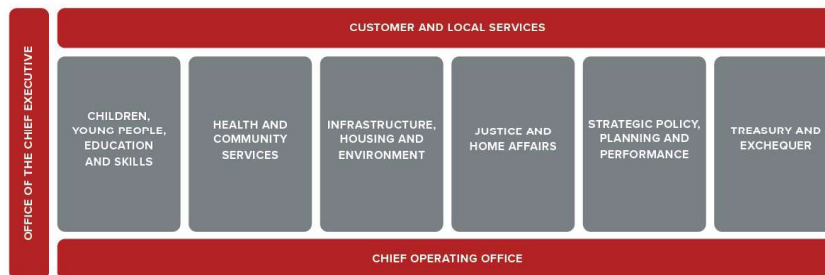 OFFICE OF THE CHIEF EXECUTIVE
CUSTOMER AND LOCAL SERVICES
CHILDREN,
YOUNG PEOPLE,
EDUCATION
AND SKILLS
HEALTH AND
COMMUNITY
SERVICES
INFRASTRUCTURE,
HOUSING AND
ENVIRONMENT
JUSTICE AND
HOME AFFAIRS
STRATEGIC POLICY,
PLANNING AND
PERFORMANCE
TREASURY AND
EXCHEQUER
CHIEF OPERATING OFFICE